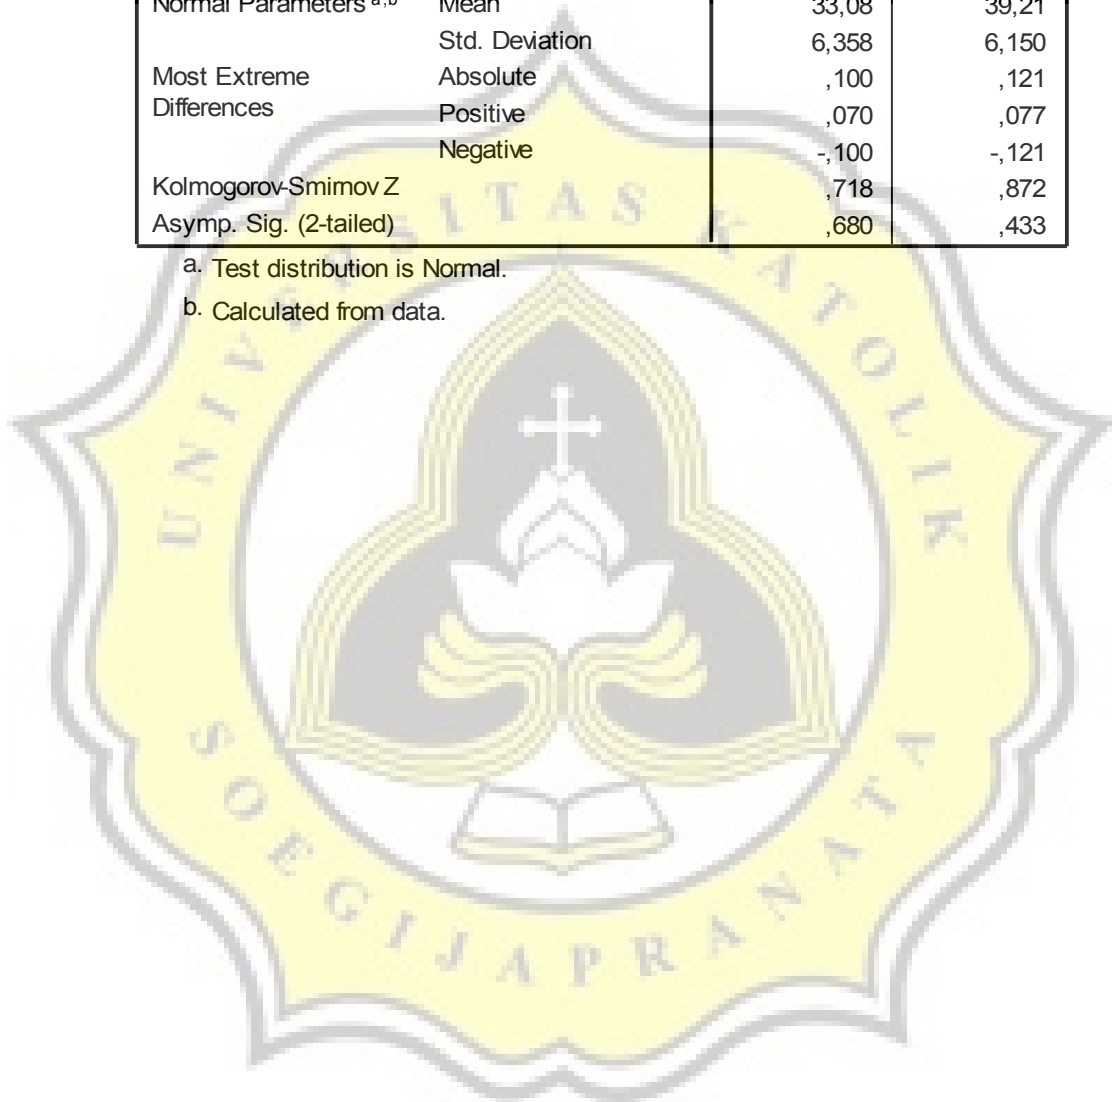 Normal Parameters a,b Mean 33,08 39,21
Std. Deviation 6,358 6,150
Most Extreme Differences Absolute ,100 ,121
Positive ,070 ,077
Negative -,100 -,121
Kolmogorov-Smirnov Z ,718 ,872
Asymp. Sig. (2-tailed) ,680 ,433
a. Test distribution is Normal.
b. Calculated from data.
UNIVERSITAS KATOLIK
SOEGIJAPRANATA